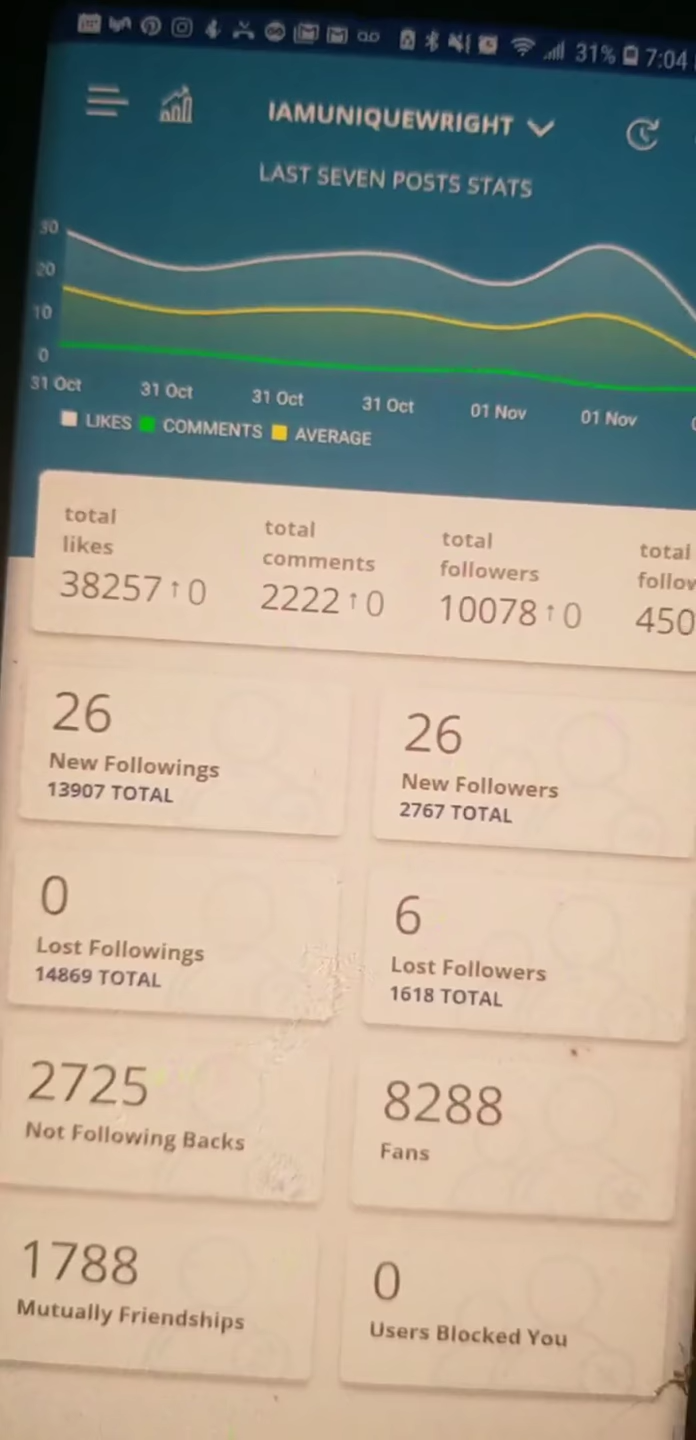 31% 7:04
IAMUNIQUEWRIGHT
LAST SEVEN POSTS STATS
30
20
10
0
31 Oct 31 Oct 31 Oct 31 Oct 01 Nov 01 Nov
LIKES COMMENTS AVERAGE
total likes
38257↑0
total comments
2222↑0
total followers
10078↑0
total
450
26
New Followings
13907 TOTAL
26
New Followers
2767 TOTAL
0
Lost Followings
14869 TOTAL
6
Lost Followers
1618 TOTAL
2725
Not Following Backs
8288
Fans
1788
Mutually Friendships
0
Users Blocked You